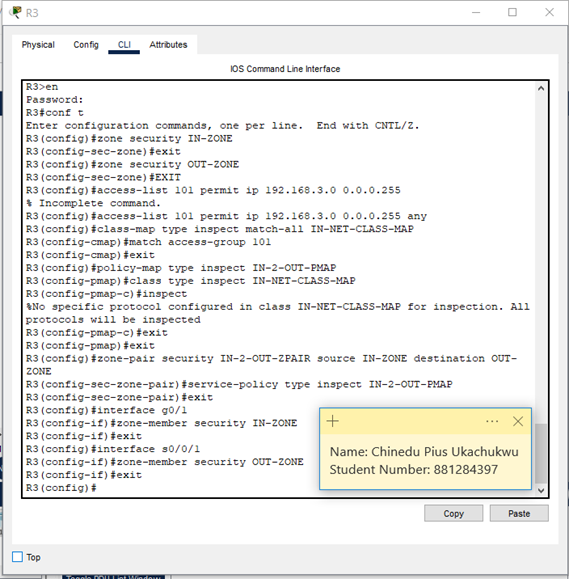 R3
Physical Config CLI Attributes
IOS Command Line Interface
R3>en
Password:
R3#conf t
Enter configuration commands, one per line.  End with CNTL/Z.
R3(config)#zone security IN-ZONE
R3(config-sec-zone)#exit
R3(config)#zone security OUT-ZONE
R3(config-sec-zone)#EXIT
R3(config)#access-list 101 permit ip 192.168.3.0 0.0.0.255
% Incomplete command.
R3(config)#access-list 101 permit ip 192.168.3.0 0.0.0.255 any
R3(config)#class-map type inspect match-all IN-NET-CLASS-MAP
R3(config-cmap)#match access-group 101
R3(config-cmap)#exit
R3(config)#policy-map type inspect IN-2-OUT-PMAP
R3(config-pmap)#class type inspect IN-NET-CLASS-MAP
R3(config-pmap-c)#inspect
%No specific protocol configured in class IN-NET-CLASS-MAP for inspection. All
protocols will be inspected
R3(config-pmap-c)#exit
R3(config-pmap)#exit
R3(config)#zone-pair security IN-2-OUT-ZPAIR source IN-ZONE destination OUT-
ZONE
R3(config-sec-zone-pair)#service-policy type inspect IN-2-OUT-PMAP
R3(config-sec-zone-pair)#exit
R3(config)#interface g0/1
R3(config-if)#zone-member security IN-ZONE
R3(config-if)#exit
R3(config)#interface s0/0/1
R3(config-if)#zone-member security OUT-ZONE
R3(config-if)#exit
R3(config)#
Name: Chinedu Pius Ukachukwu
Student Number: 881284397
Copy Paste
Top